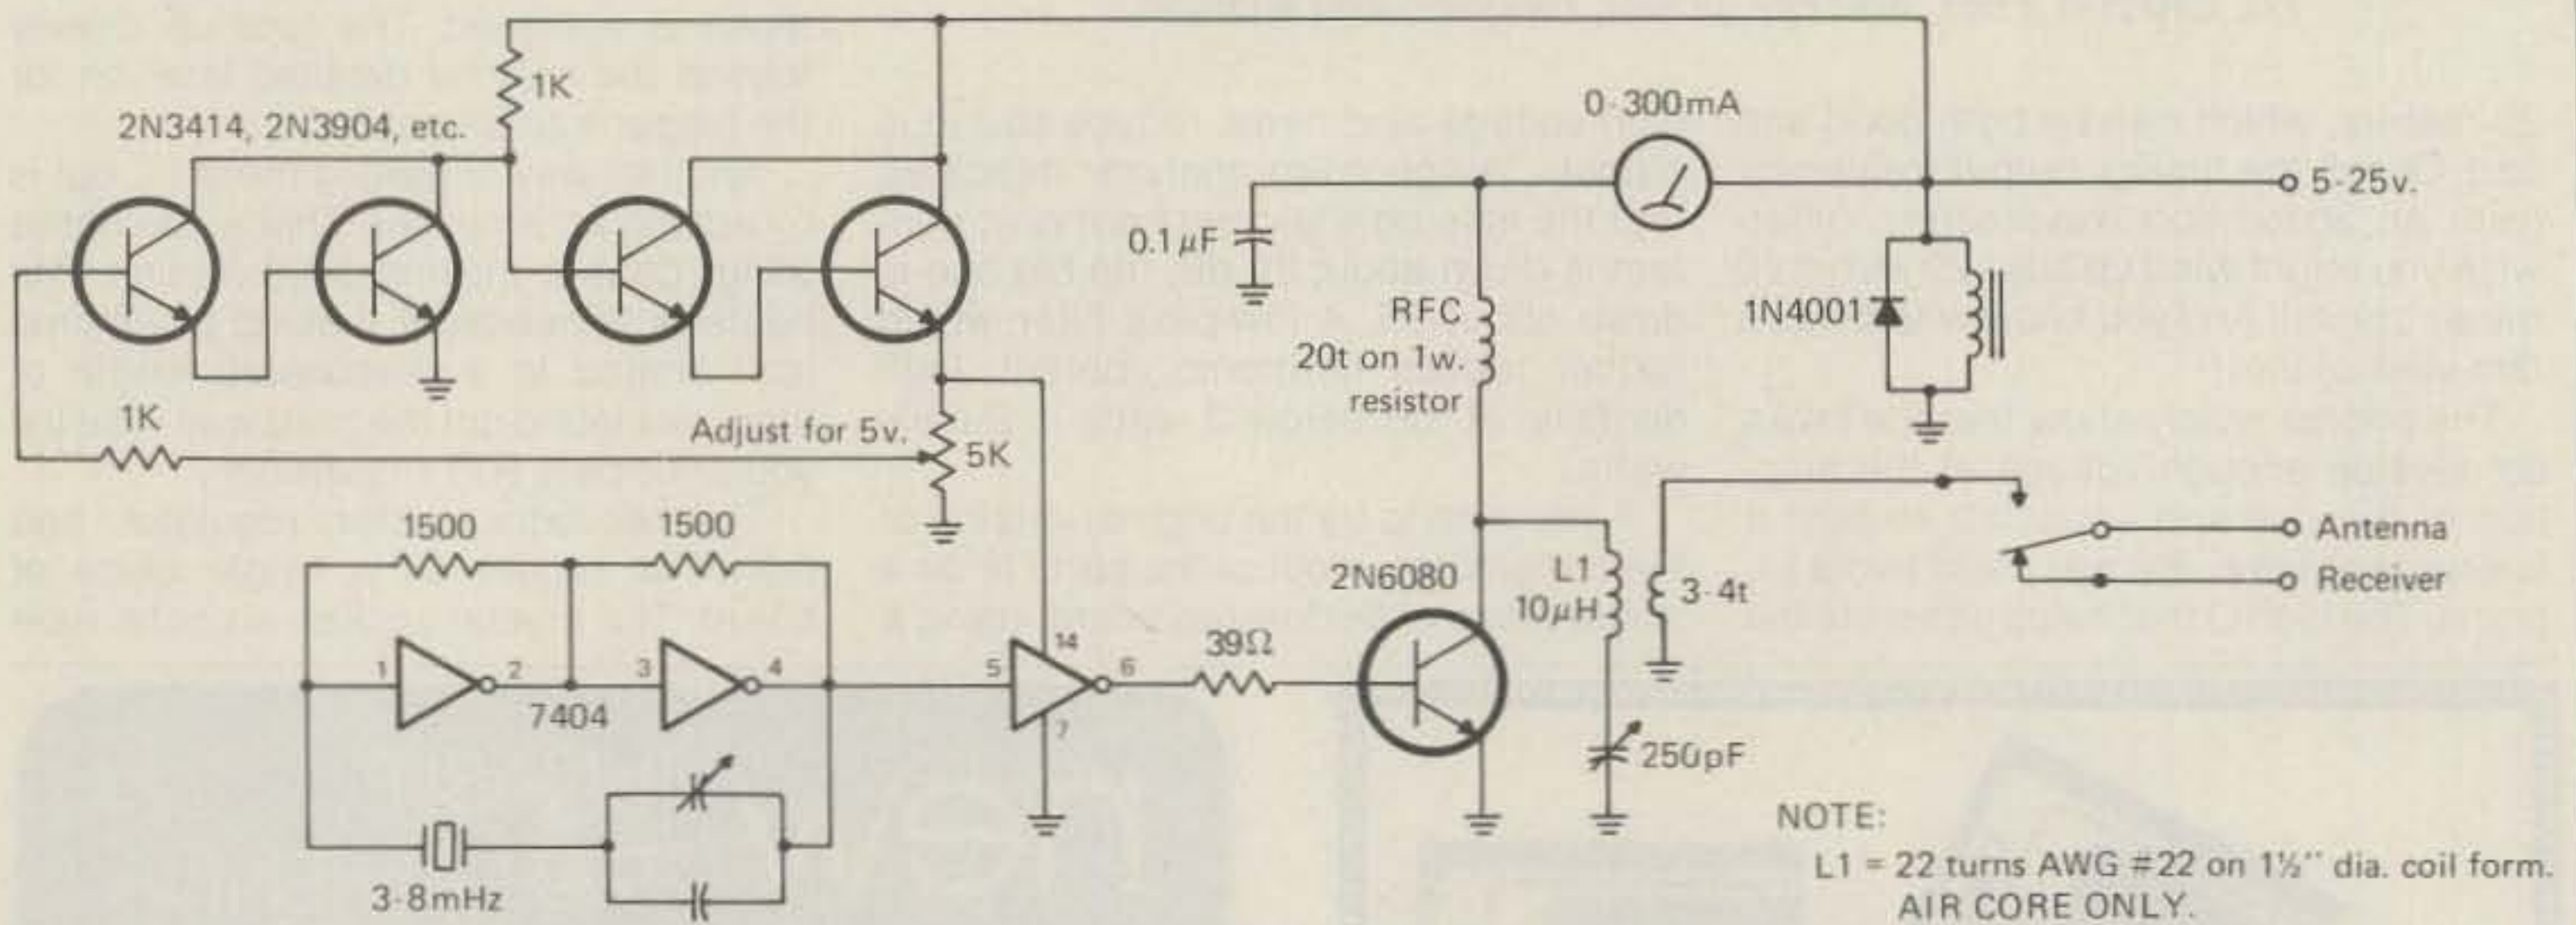 1K
2N3414, 2N3904, etc.
0-300mA
5-25v.
0.1µF
RFC
20t on 1w.
resistor
1N4001
1K
Adjust for 5v.
5K
1500
1500
Antenna
Receiver
2N6080
L1
10µH
3-4t
1
2
7404
3
4
5
14
6
7
39Ω
250pF
3-8mHz
NOTE:
L1 = 22 turns AWG #22 on 1½" dia. coil form.
AIR CORE ONLY.